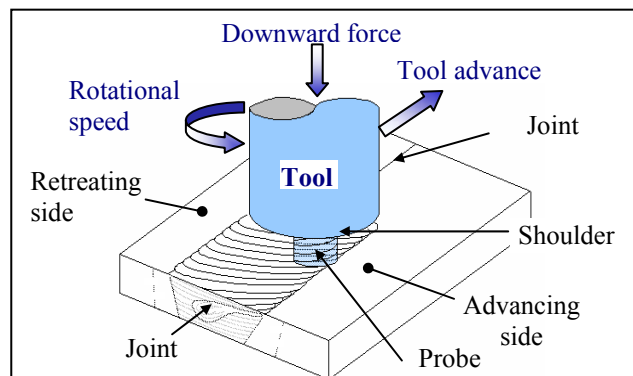 Downward force
Tool advance
Rotational
speed
Joint
Tool
Retreating
side
Shoulder
Advancing
side
Joint
Probe